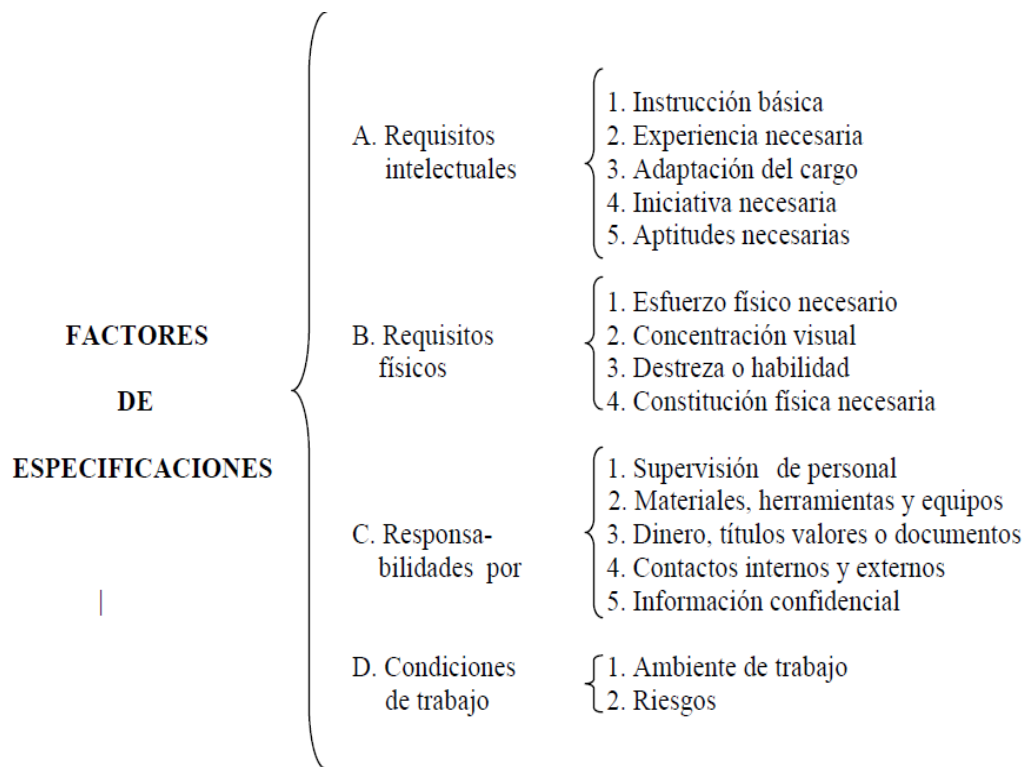 FACTORES
DE
ESPECIFICACIONES
A. Requisitos
intelectuales
1. Instrucción básica
2. Experiencia necesaria
3. Adaptación del cargo
4. Iniciativa necesaria
5. Aptitudes necesarias
B. Requisitos
físicos
1. Esfuerzo físico necesario
2. Concentración visual
3. Destreza o habilidad
4. Constitución física necesaria
C. Responsa-
bilidades por
1. Supervisión de personal
2. Materiales, herramientas y equipos
3. Dinero, títulos valores o documentos
4. Contactos internos y externos
5. Información confidencial
D. Condiciones
de trabajo
1. Ambiente de trabajo
2. Riesgos